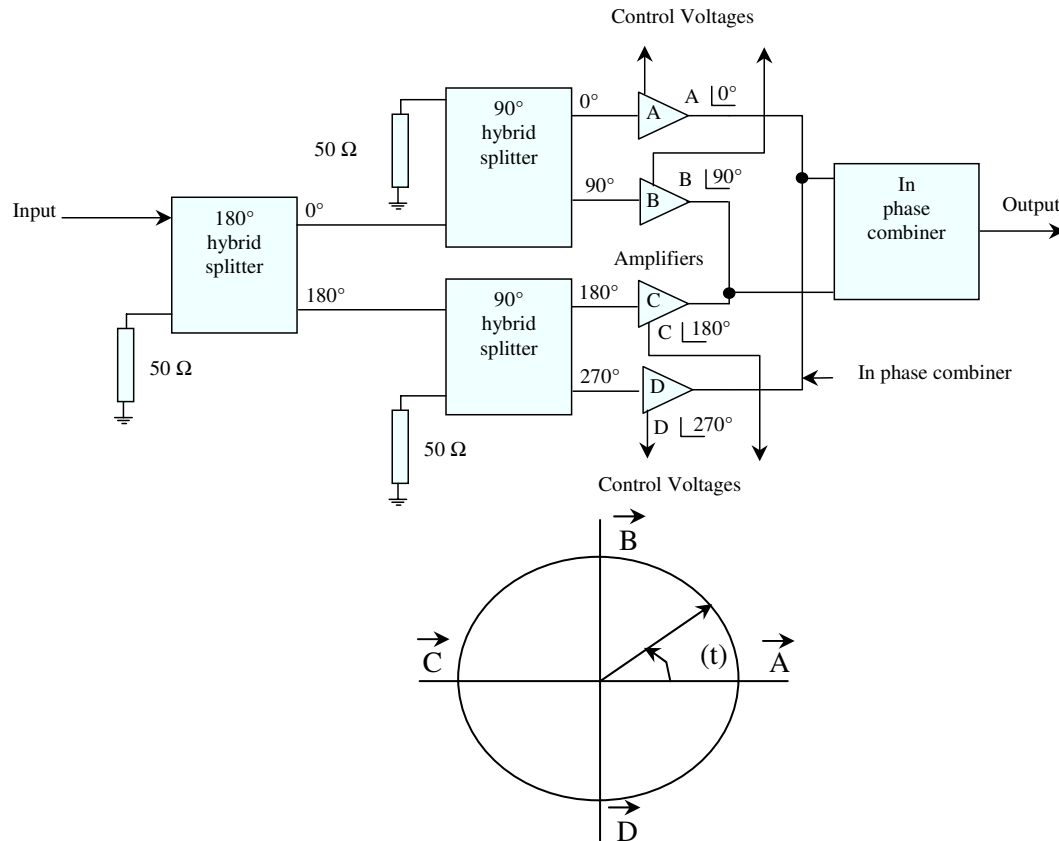 Control Voltages
0°
A |0°
90°
hybrid
splitter
A
50 Ω
90°
B |90°
B
In
phase
combiner
Input
0°
Output
180°
hybrid
splitter
Amplifiers
180°
180°
C
90°
hybrid
splitter
C |180°
50 Ω
270°
In phase combiner
D
D |270°
50 Ω
Control Voltages
B
C
(t)
A
D